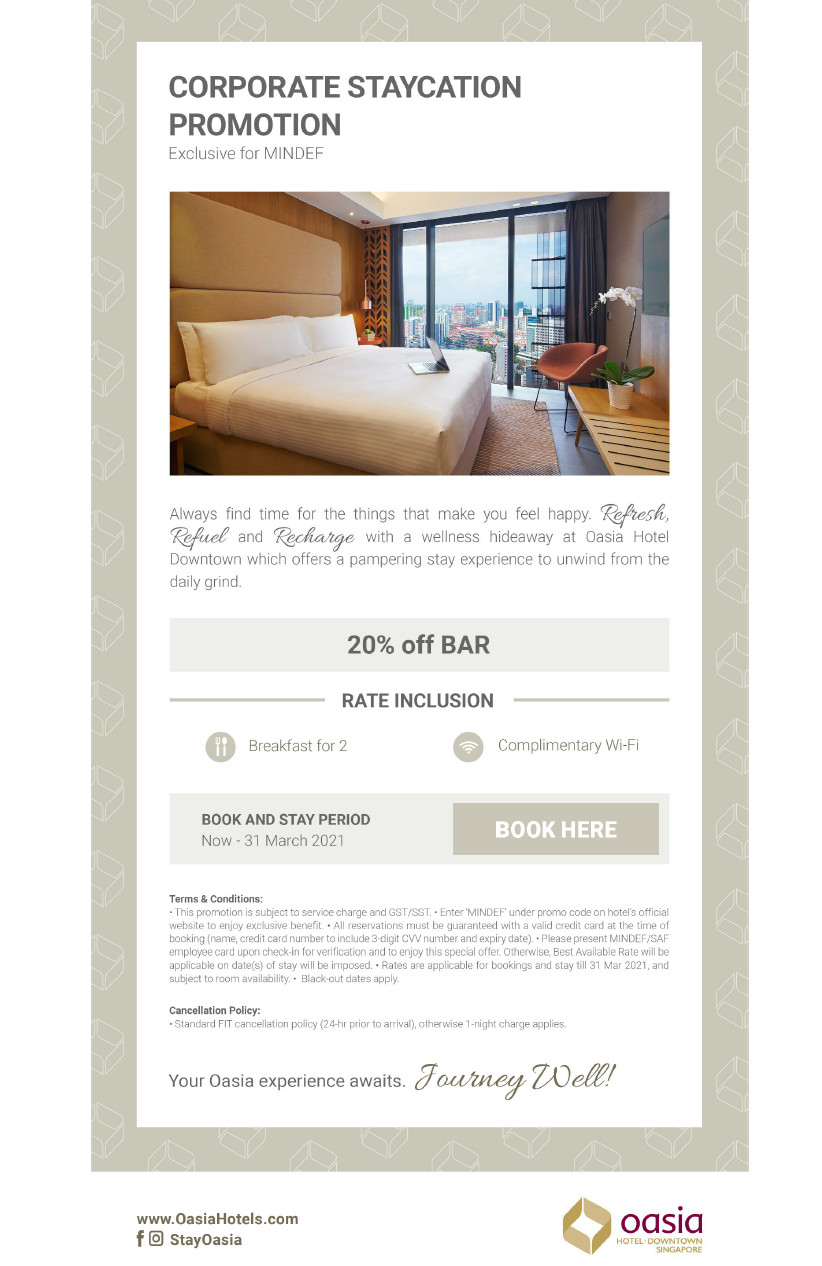 CORPORATE STAYCATION
PROMOTION
Exclusive for MINDEF
Always find time for the things that make you feel happy. Refresh,
Refuel and Recharge with a wellness hideaway at Oasia Hotel
Downtown which offers a pampering stay experience to unwind from the
daily grind.
20% off BAR
RATE INCLUSION
Breakfast for 2
Complimentary Wi-Fi
BOOK AND STAY PERIOD
Now - 31 March 2021
BOOK HERE
Terms & Conditions:
• This promotion is subject to service charge and GST/SST. • Enter 'MINDEF' under promo code on hotel's official
website to enjoy exclusive benefit. • All reservations must be guaranteed with a valid credit card at the time of
booking (name, credit card number to include 3-digit CVV number and expiry date). • Please present MINDEF/SAF
employee card upon check-in for verification and to enjoy this special offer. Otherwise, Best Available Rate will be
applicable on date(s) of stay will be imposed. • Rates are applicable for bookings and stay till 31 Mar 2021, and
subject to room availability. • Black-out dates apply.
Cancellation Policy:
• Standard FIT cancellation policy (24-hr prior to arrival), otherwise 1-night charge applies.
Your Oasia experience awaits. Journey Well!
www.OasiaHotels.com
StayOasia
oasia
HOTEL·DOWNTOWN
SINGAPORE